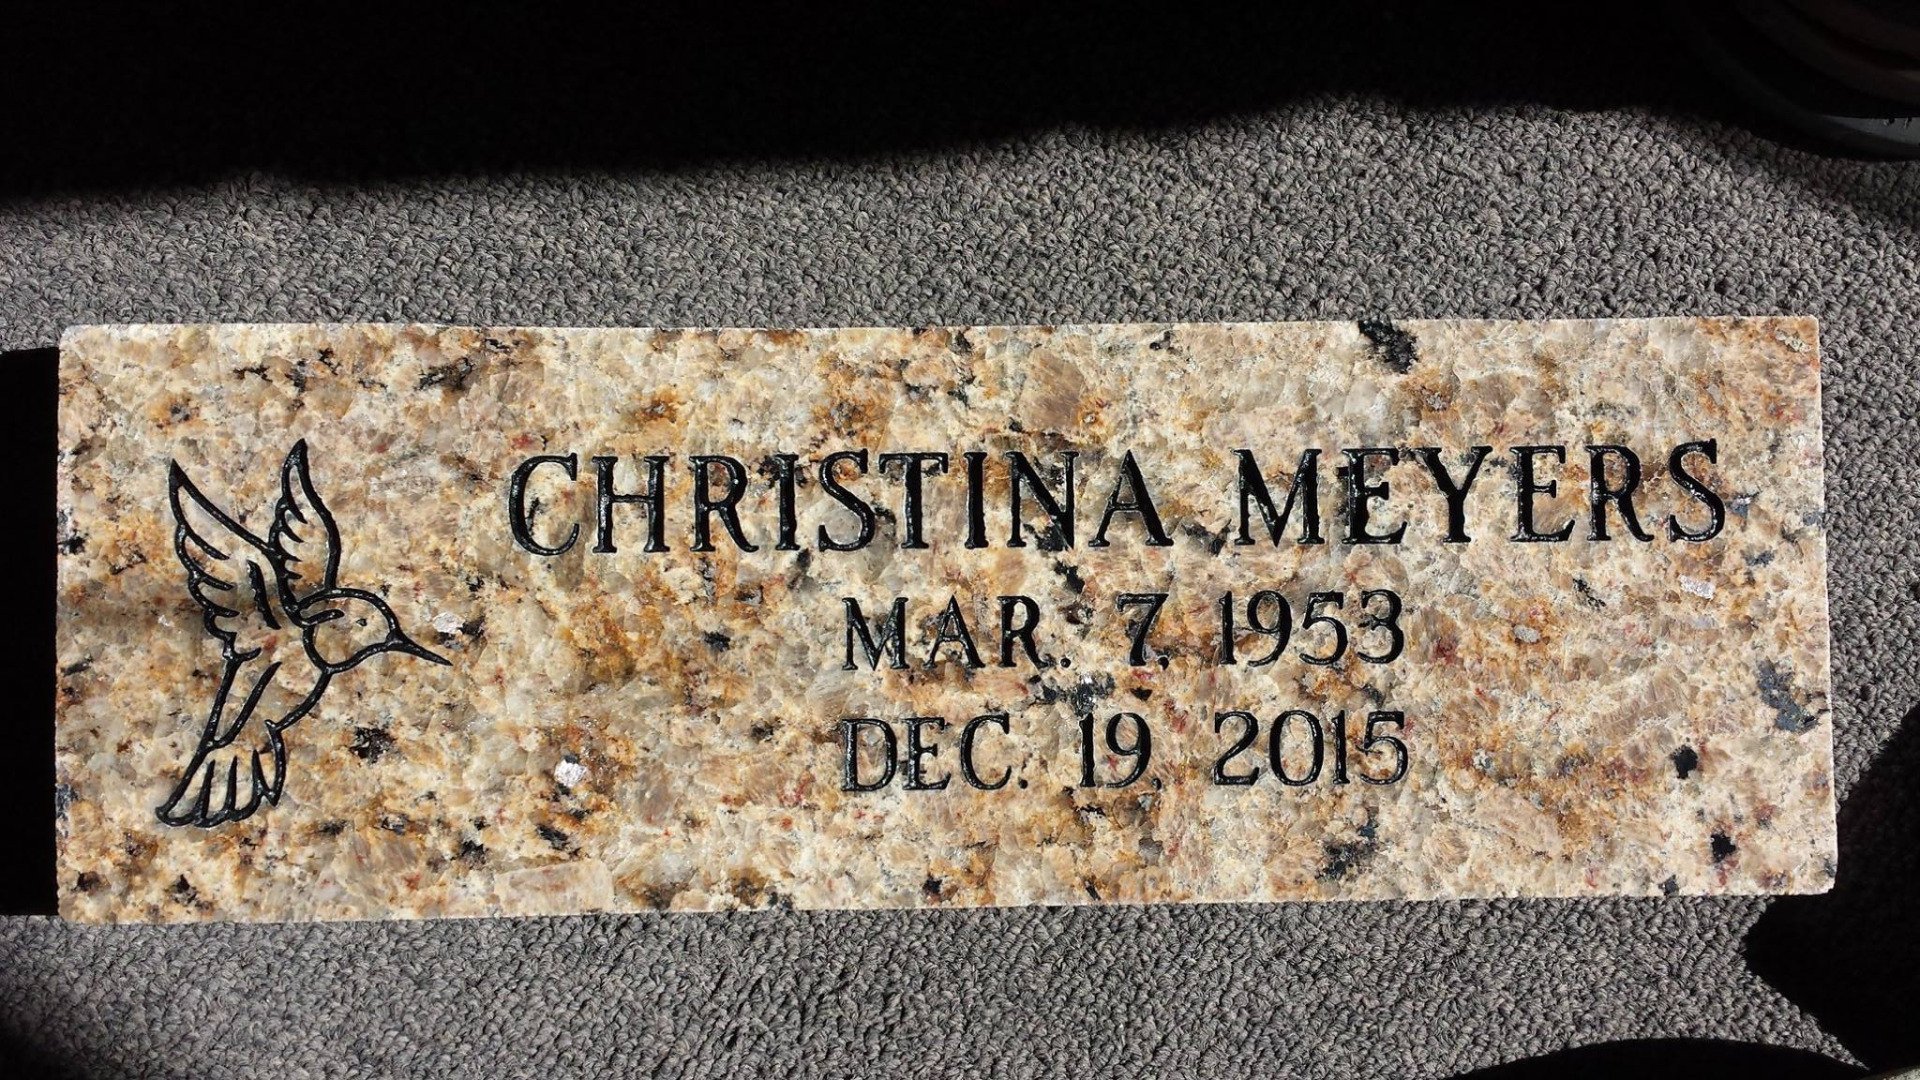 CHRISTINA MEYERS
MAR. 7, 1953
DEC. 19, 2015